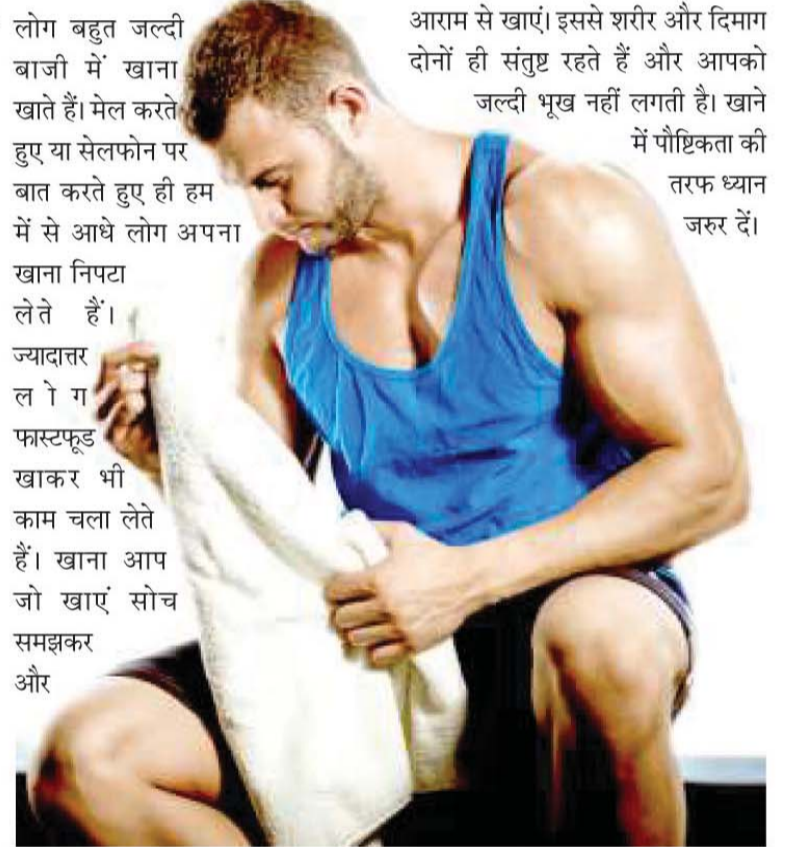 लोग बहुत जल्दी
बाजी में खाना
खाते हैं। मेल करते
हुए या सेलफोन पर
बात करते हुए ही हम
में से आधे लोग अपना
खाना निपटा
लेते हैं।
ज्यादात्तर
लोग
फास्टफूड
खाकर भी
काम चला लेते
हैं। खाना आप
जो खाएं सोच
समझकर
और
आराम से खाएं। इससे शरीर और दिमाग
दोनों ही संतुष्ट रहते हैं और आपको
जल्दी भूख नहीं लगती है। खाने
में पौष्टिकता की
तरफ ध्यान
जरुर दें।